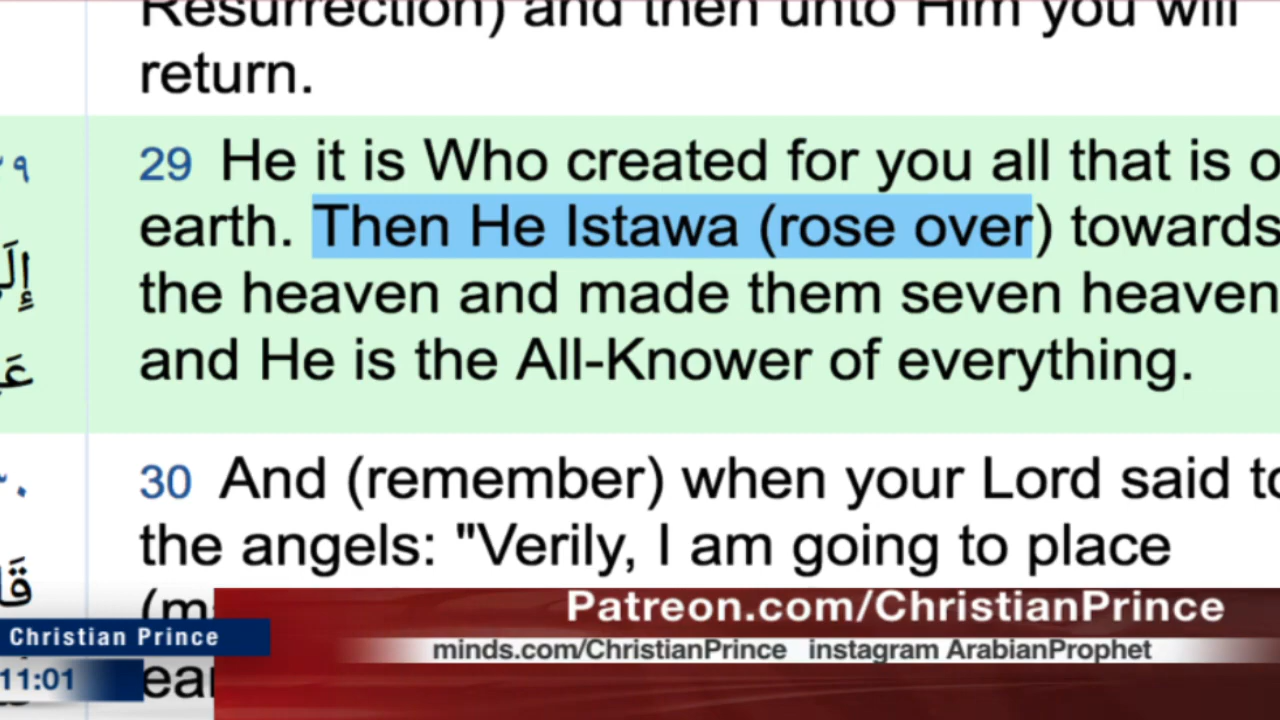 Resurrection) and then unto Him you will
return.
٢٩
29 He it is Who created for you all that is
earth. Then He Istawa (rose over) towards
the heaven and made them seven heaven
and He is the All-Knower of everything.
30 And (remember) when your Lord said to
the angels: "Verily, I am going to place
Patreon.com/ChristianPrince
Christian Prince
minds.com/ChristianPrince instagram ArabianProphet
11:01